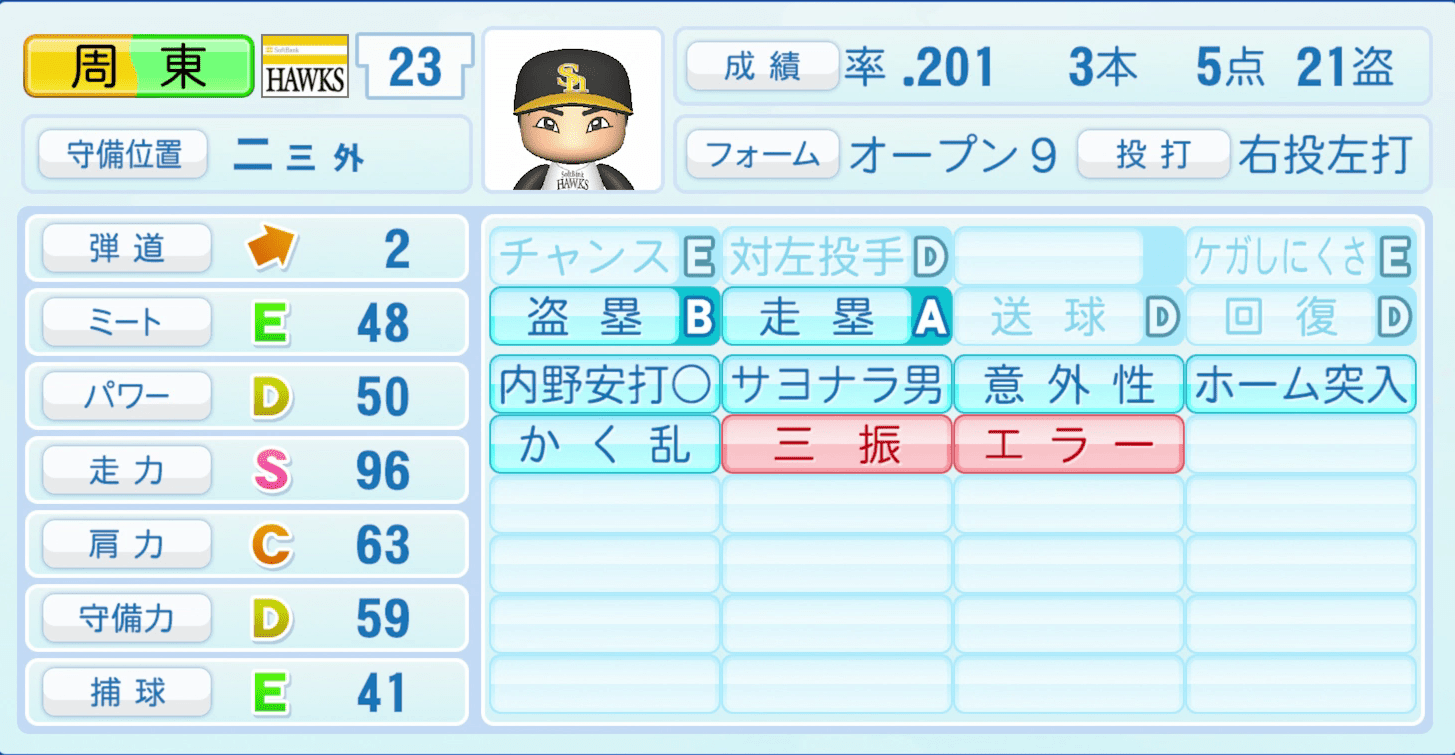 周東 SoftBank HAWKS 23
成績 率 .201 3本 5点 21盗
守備位置 二 三 外
フォーム オープン9 投打 右投左打
SH
SoftBank HAWKS
弾道 2
ミート E 48
パワー D 50
走力 S 96
肩力 C 63
守備力 D 59
捕球 E 41
チャンス E 対左投手 D ケガしにくさ E
盗塁 B 走塁 A 送球 D 回復 D
内野安打〇 サヨナラ男 意外性 ホーム突入
かく乱 三振 エラー